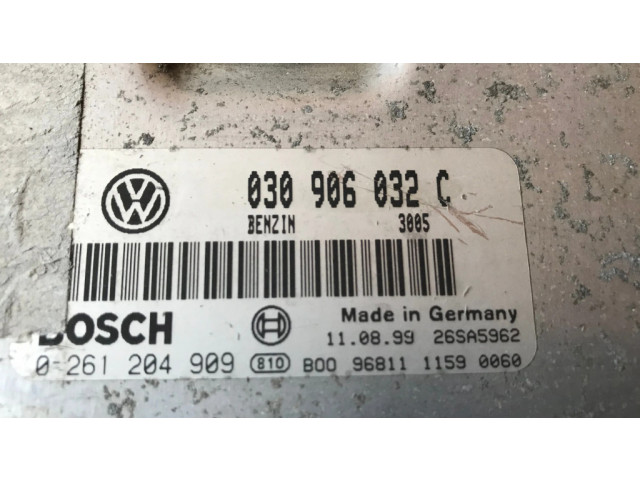 030 906 032 C
BENZIN 3005
BOSCH
Made in Germany
11.08.99 26SA5962
0 261 204 909 810 B00 96811 1159 0060